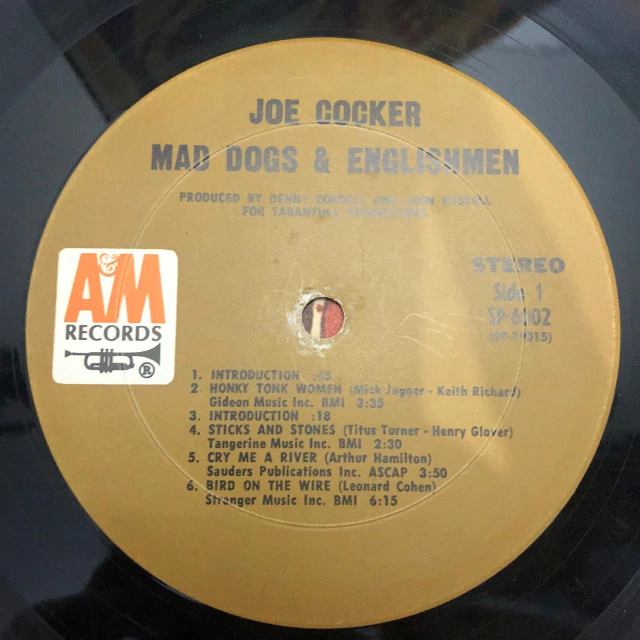 JOE COCKER
MAD DOGS & ENGLISHMEN
PRODUCED BY DENNY CORDELL AND LEON RUSSELL
FOR TARANTULA PRODUCTIONS
A&M
RECORDS
®
STEREO
Side 1
SP-6002
1. INTRODUCTION :45
2. HONKY TONK WOMEN (Mick Jagger - Keith Richard)
Gideon Music Inc. BMI 3:35
3. INTRODUCTION :18
4. STICKS AND STONES (Titus Turner - Henry Glover)
Tangerine Music Inc. BMI 2:30
5. CRY ME A RIVER (Arthur Hamilton)
Sauders Publications Inc. ASCAP 3:50
6. BIRD ON THE WIRE (Leonard Cohen)
Stranger Music Inc. BMI 6:15